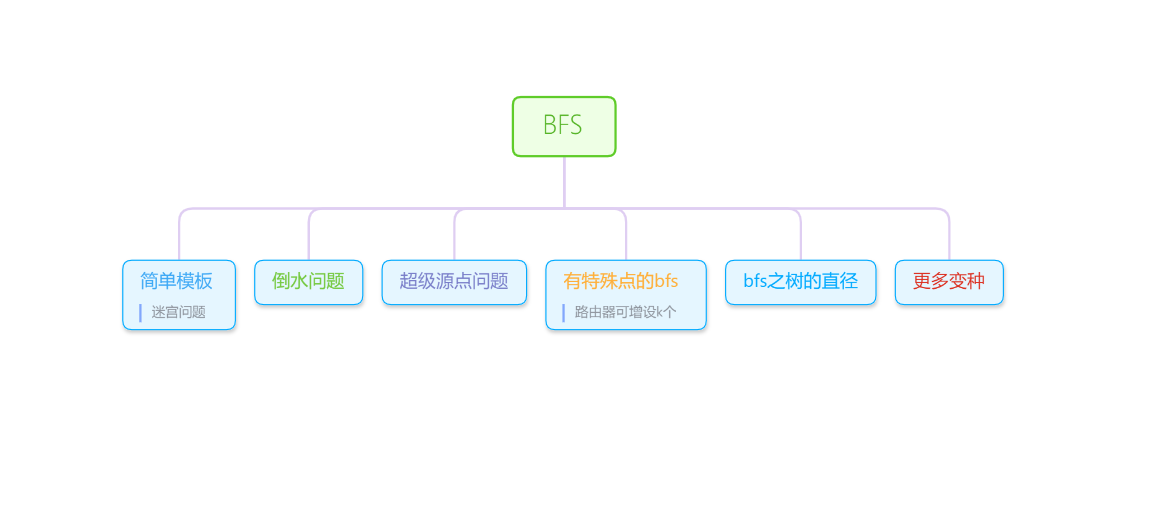 BFS
简单模板
迷宫问题
倒水问题
超级源点问题
有特殊点的bfs
路由器可增设k个
bfs之树的直径
更多变种